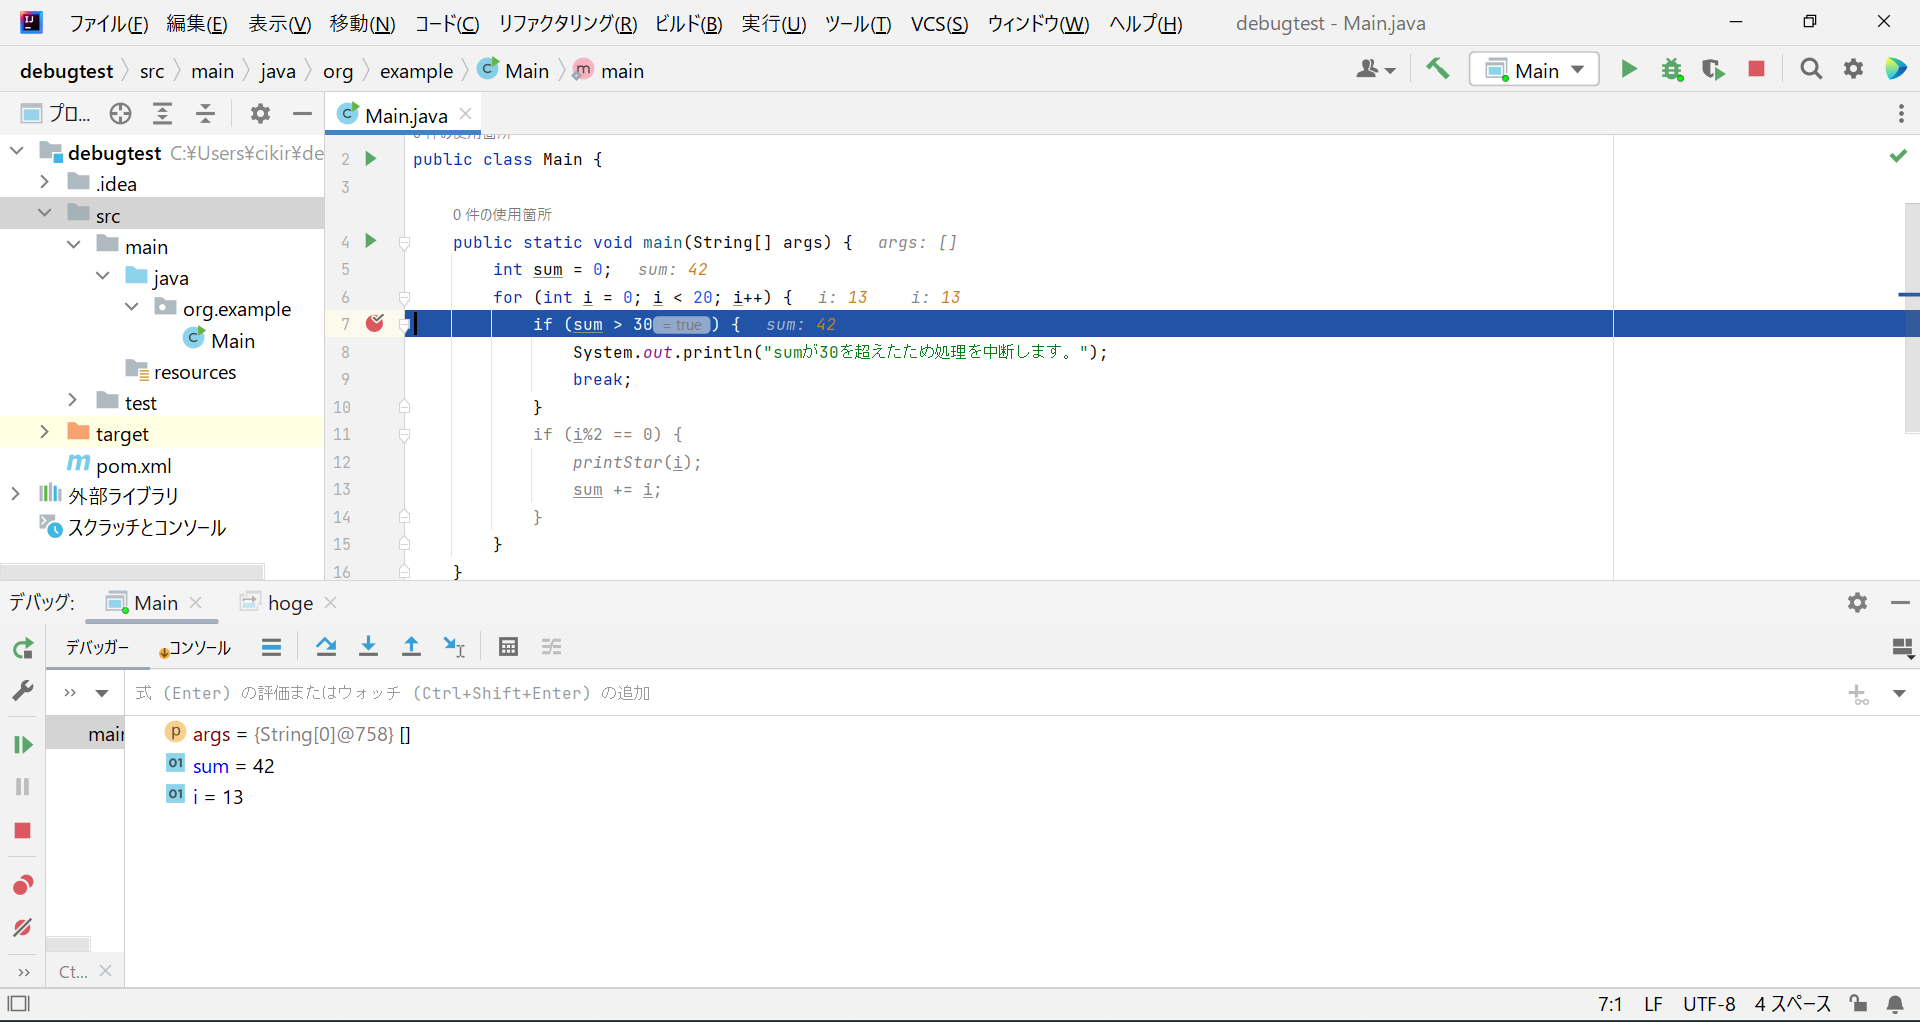 ファイル(F) 編集(E) 表示(V) 移動(N) コード(C) リファクタリング(R) ビルド(B) 実行(U) ツール(T) VCS(S) ウィンドウ(W) ヘルプ(H) debugtest - Main.java
debugtest src main java org example Main main
Main
プロ...
Main.java
debugtest C:¥Users¥cikir¥de
.idea
src
main
java
org.example
Main
resources
test
target
pom.xml
外部ライブラリ
スクラッチとコンソール
0 件の使用箇所
2 public class Main {
3
0 件の使用箇所
4 public static void main(String[] args) { args: []
5 int sum = 0; sum: 42
6 for (int i = 0; i < 20; i++) { i: 13 i: 13
7 if (sum > 30 = true ) { sum: 42
8 System.out.println("sumが30を超えたため処理を中断します。");
9 break;
10 }
11 if (i%2 == 0) {
12 printStar(i);
13 sum += i;
14 }
15 }
16 }
デバッグ: Main hoge
デバッガー コンソール
式 (Enter) の評価またはウォッチ (Ctrl+Shift+Enter) の追加
main
args = {String[0]@758} []
sum = 42
i = 13
Ct...
7:1 LF UTF-8 4 スペース